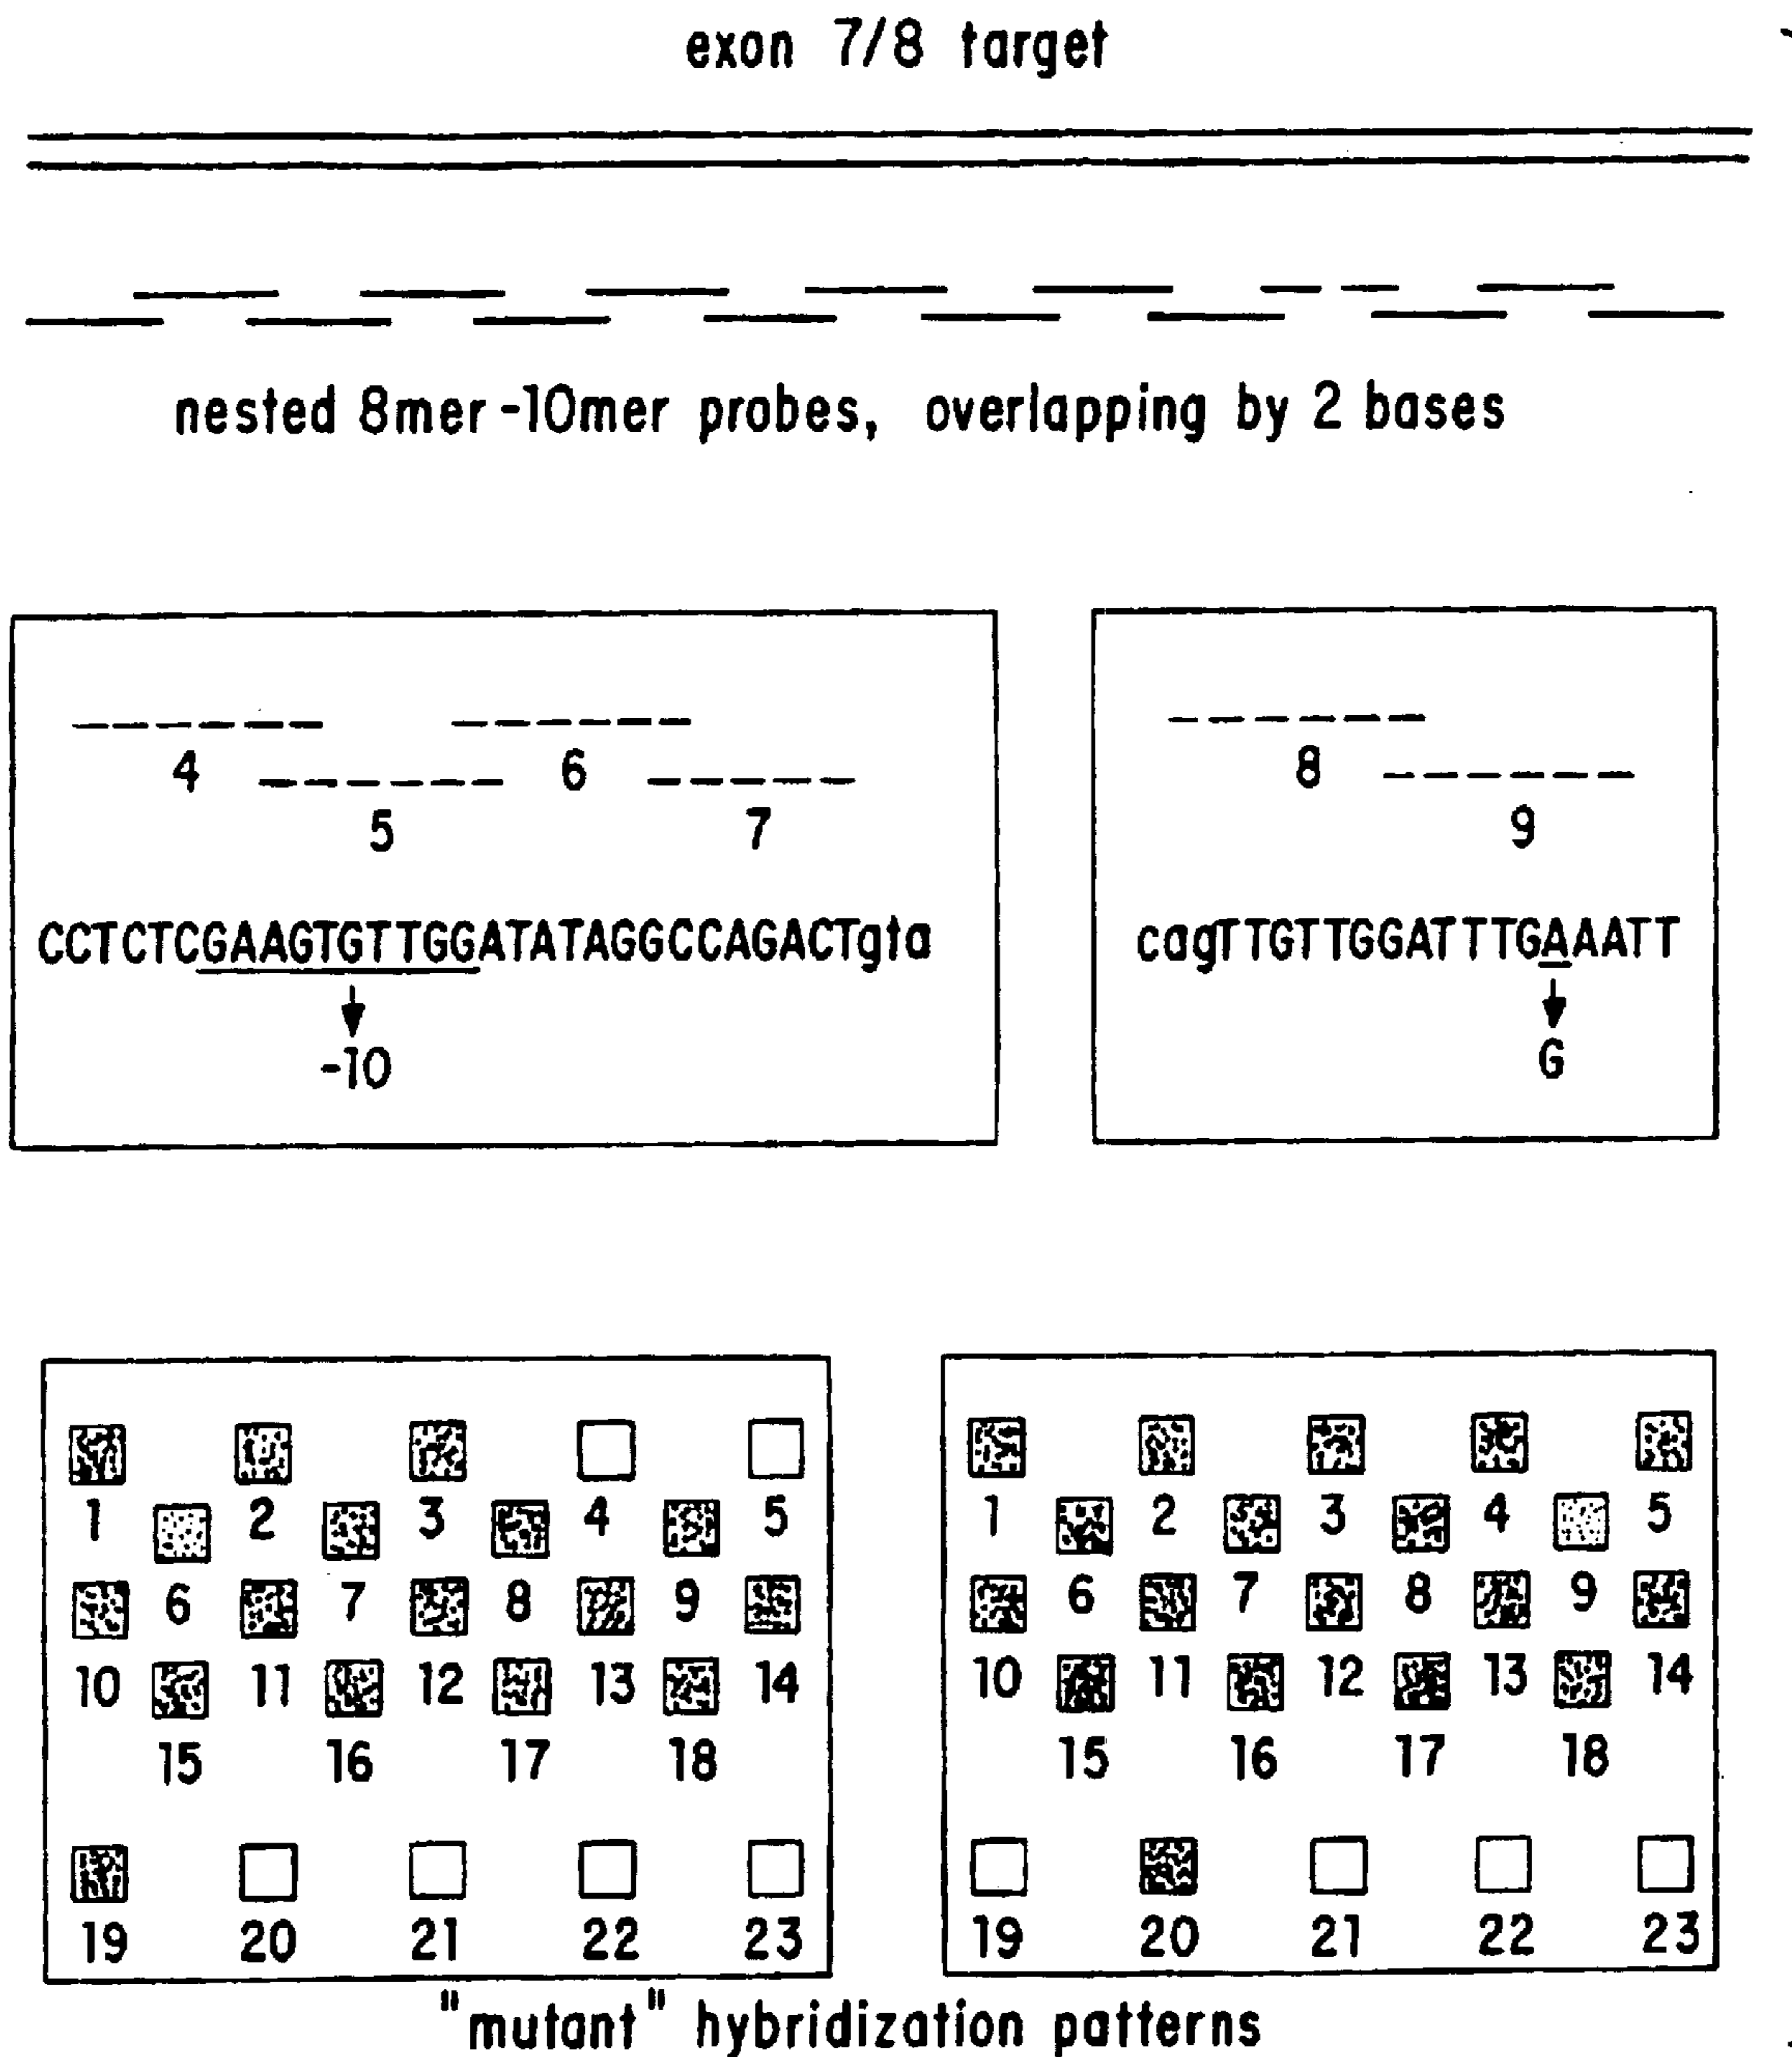 exon 7/8 target
nested 8mer-10mer probes, overlapping by 2 bases
4 6
5 7
CCTCTCGAAGTGTTGGATATAGGCCAGACTgta
-10
8
9
cagTTGTTGGATTTGAAATT
G
1 2 3 4 5
6 7 8 9
10 11 12 13 14
15 16 17 18
19 20 21 22 23
1 2 3 4 5
6 7 8 9
10 11 12 13 14
15 16 17 18
19 20 21 22 23
"mutant" hybridization patterns